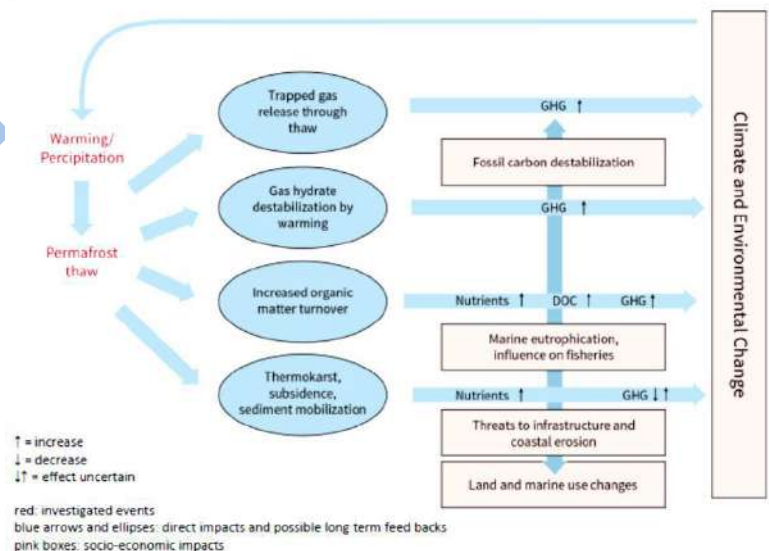 Warming/
Percipitation
Permafrost
thaw
Trapped gas
release through
thaw
Gas hydrate
destabilization by
warming
Increased organic
matter turnover
Thermokarst,
subsidence,
sediment mobilization
GHG ↑
Fossil carbon destabilization
GHG ↑
Nutrients ↑ DOC ↑ GHG ↑
Marine eutrophication,
influence on fisheries
Nutrients ↑ GHG ↓↑
Threats to infrastructure and
coastal erosion
Land and marine use changes
Climate and Environmental Change
↑ = increase
↓ = decrease
↓↑ = effect uncertain
red: investigated events
blue arrows and ellipses: direct impacts and possible long term feed backs
pink boxes: socio-economic impacts